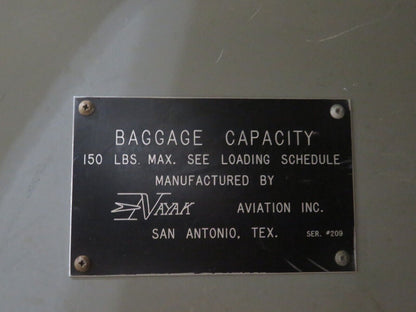 BAGGAGE CAPACITY
150 LBS. MAX. SEE LOADING SCHEDULE
MANUFACTURED BY
NAYAK AVIATION INC.
SAN ANTONIO, TEX. SER. #209